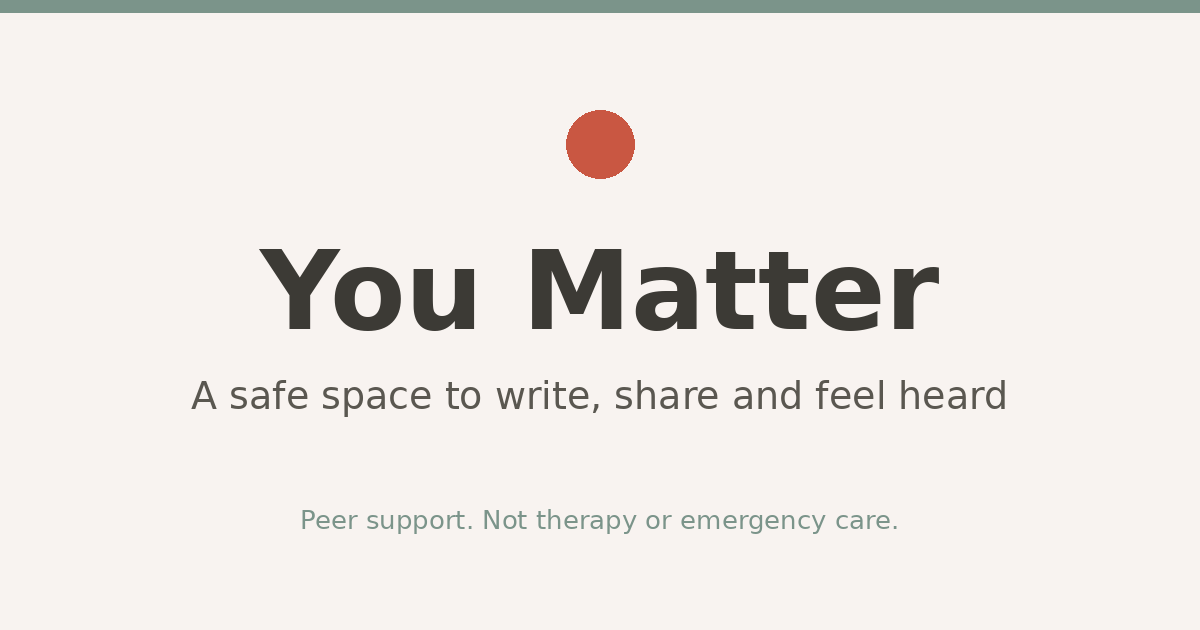 You Matter
A safe space to write, share and feel heard
Peer support. Not therapy or emergency care.